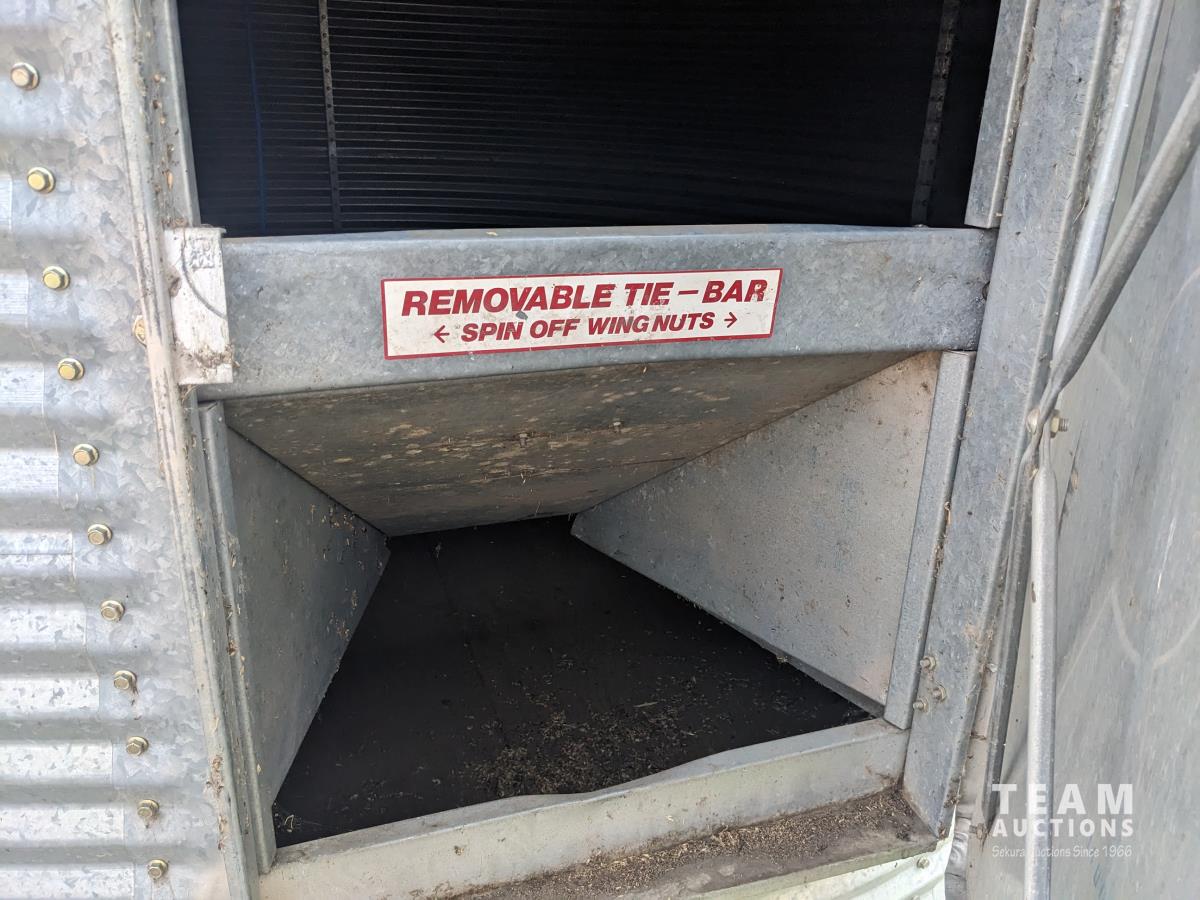 REMOVABLE TIE-BAR
← SPIN OFF WING NUTS →
TEAM
AUCTIONS
Sekura Auctions Since 1966